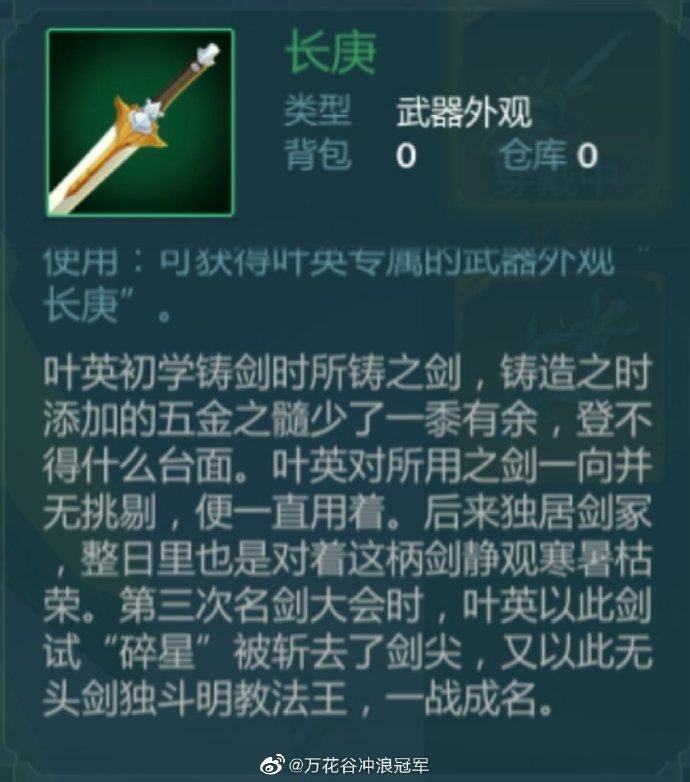 长庚
类型 武器外观
背包 0 仓库 0
使用：可获得叶英专属的武器外观“
长庚”。
叶英初学铸剑时所铸之剑，铸造之时
添加的五金之髓少了一黍有余，登不
得什么台面。叶英对所用之剑一向并
无挑剔，便一直用着。后来独居剑冢
，整日里也是对着这柄剑静观寒暑枯
荣。第三次名剑大会时，叶英以此剑
试“碎星”被斩去了剑尖，又以此无
头剑独斗明教法王，一战成名。
@万花谷冲浪冠军